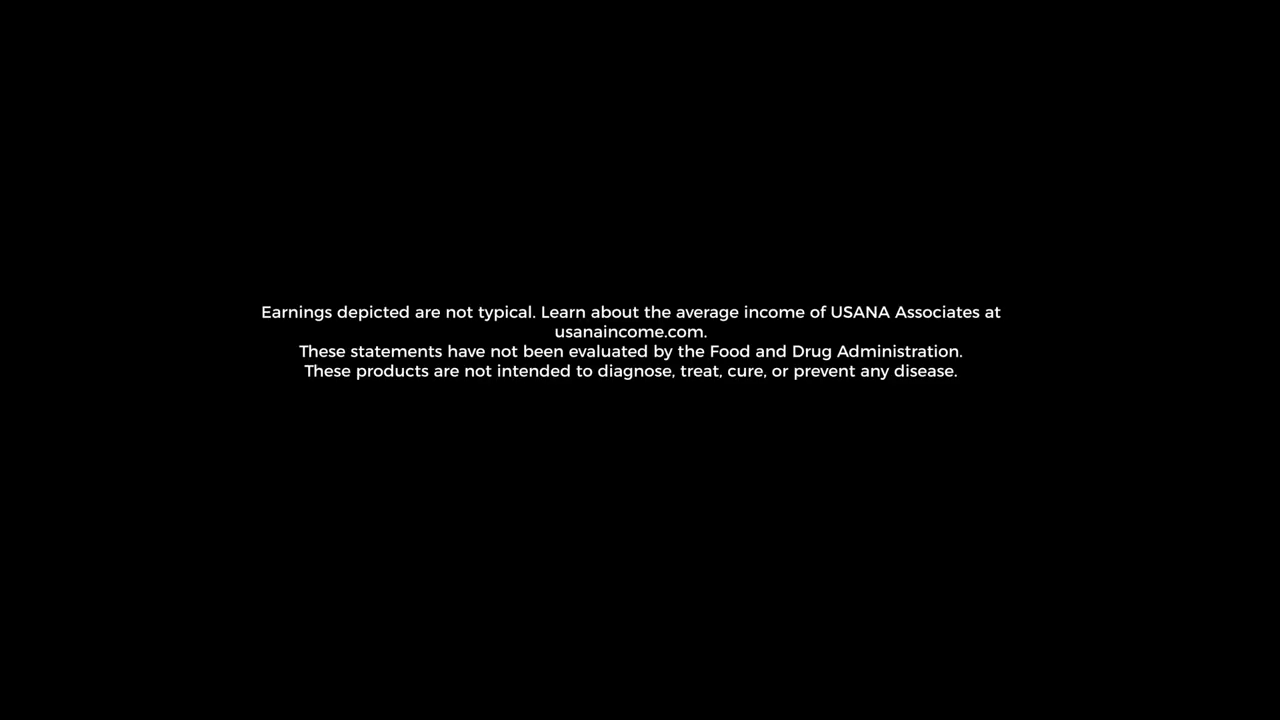 Earnings depicted are not typical. Learn about the average income of USANA Associates at
usanaincome.com.
These statements have not been evaluated by the Food and Drug Administration.
These products are not intended to diagnose, treat, cure, or prevent any disease.